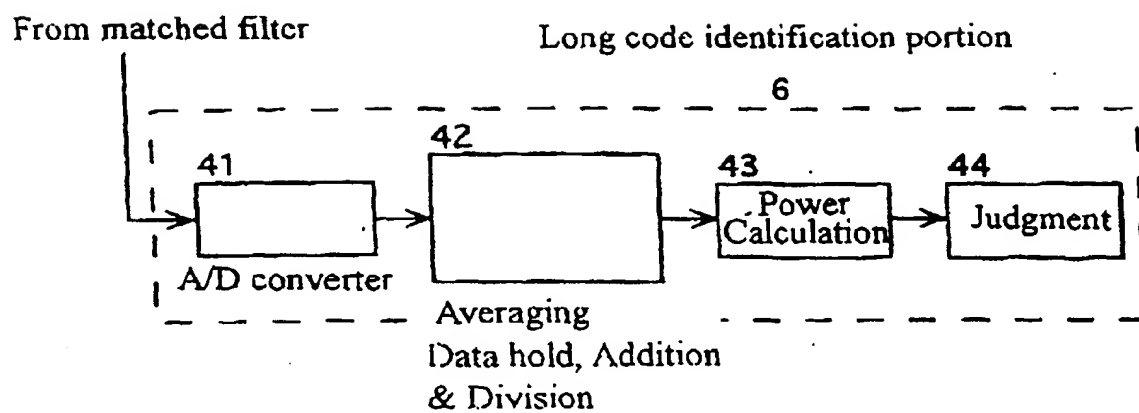 From matched filter
Long code identification portion
6
41
42
43
44
Power
Calculation
Judgment
A/D converter
Averaging
Data hold, Addition
& Division